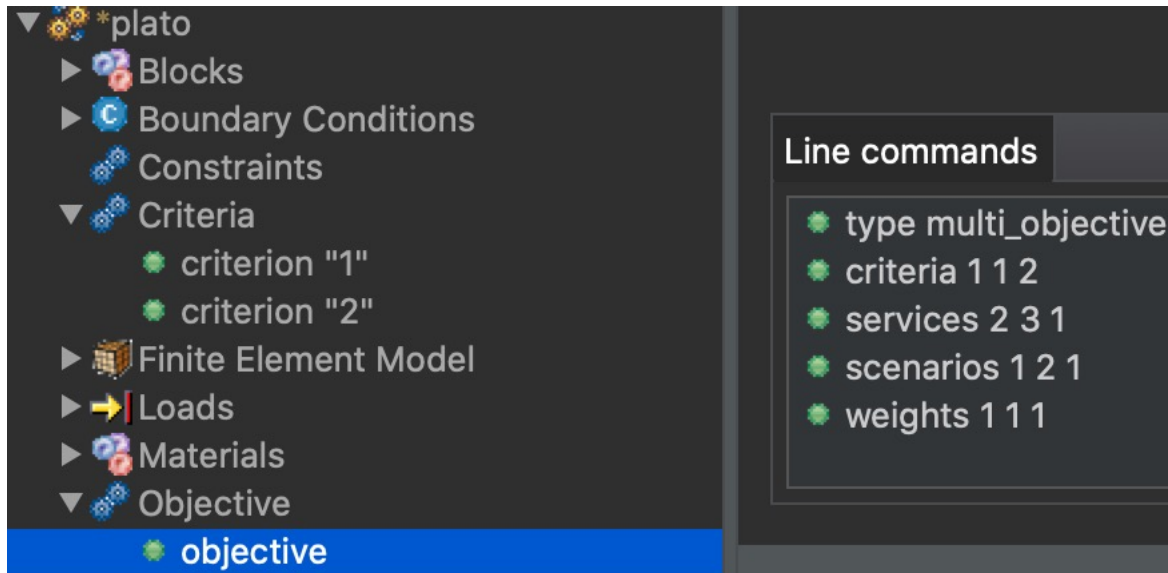 *plato
Blocks
Boundary Conditions
Constraints
Criteria
criterion "1"
criterion "2"
Finite Element Model
Loads
Materials
Objective
objective
Line commands
type multi_objective
criteria 1 1 2
services 2 3 1
scenarios 1 2 1
weights 1 1 1